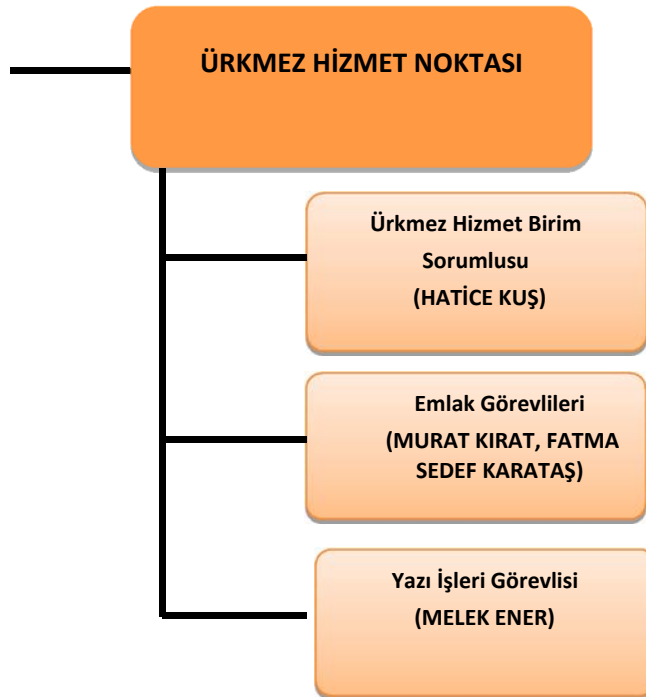 ÜRKMEZ HİZMET NOKTASI
Ürkmez Hizmet Birim
Sorumlusu
(HATİCE KUŞ)
Emlak Görevlileri
(MURAT KIRAT, FATMA
SEDEF KARATAŞ)
Yazı İşleri Görevlisi
(MELEK ENER)